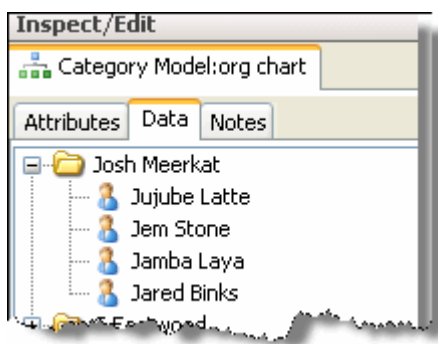 Inspect/Edit
Category Model:org chart
Attributes Data Notes
Josh Meerkat
Jujube Latte
Jem Stone
Jamba Laya
Jared Binks
Eastwood